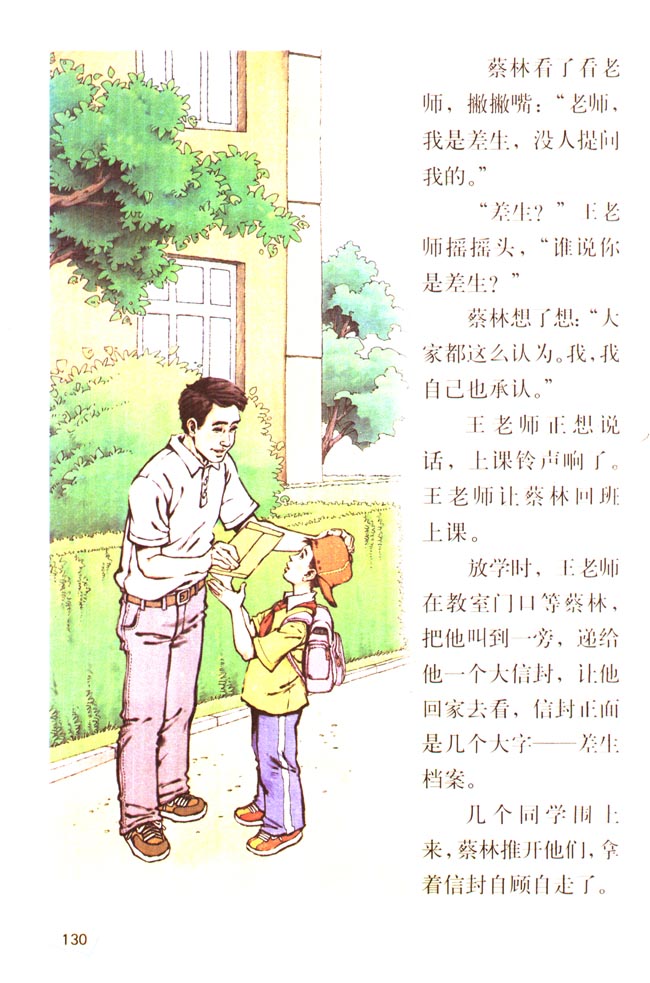 蔡林看了看老
师，撇撇嘴：“老师，
我是差生，没人提问
我的。”
“差生？”王老
师摇摇头，“谁说你
是差生？”
蔡林想了想：“大
家都这么认为。我，我
自己也承认。”
王老师正想说
话，上课铃声响了。
王老师让蔡林回班
上课。
放学时，王老师
在教室门口等蔡林，
把他叫到一旁，递给
他一个大信封，让他
回家去看，信封正面
是几个大字——差生
档案。
几个同学围上
来，蔡林推开他们，拿
着信封自顾自走了。
130